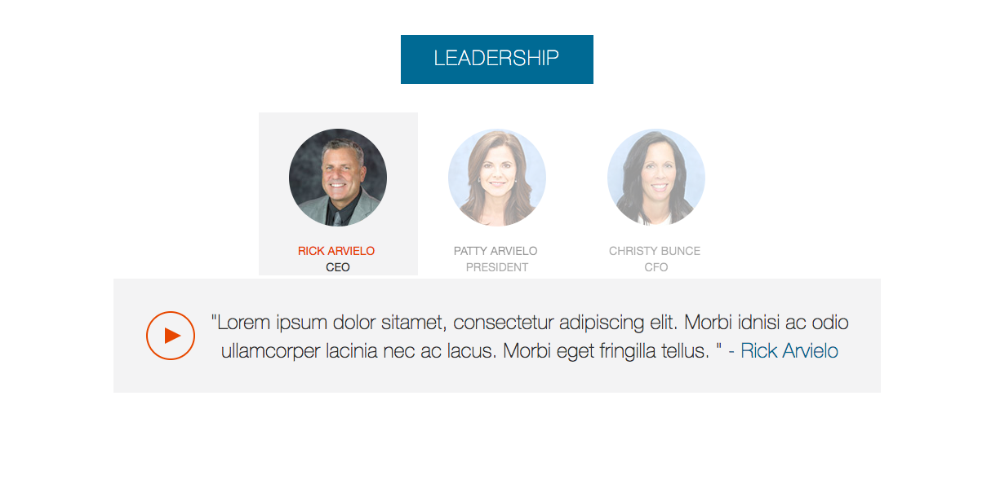 LEADERSHIP
RICK ARVIELO
CEO
PATTY ARVIELO
PRESIDENT
CHRISTY BUNCE
CFO
"Lorem ipsum dolor sitamet, consectetur adipiscing elit. Morbi idnisi ac odio
ullamcorper lacinia nec ac lacus. Morbi eget fringilla tellus. " - Rick Arvielo